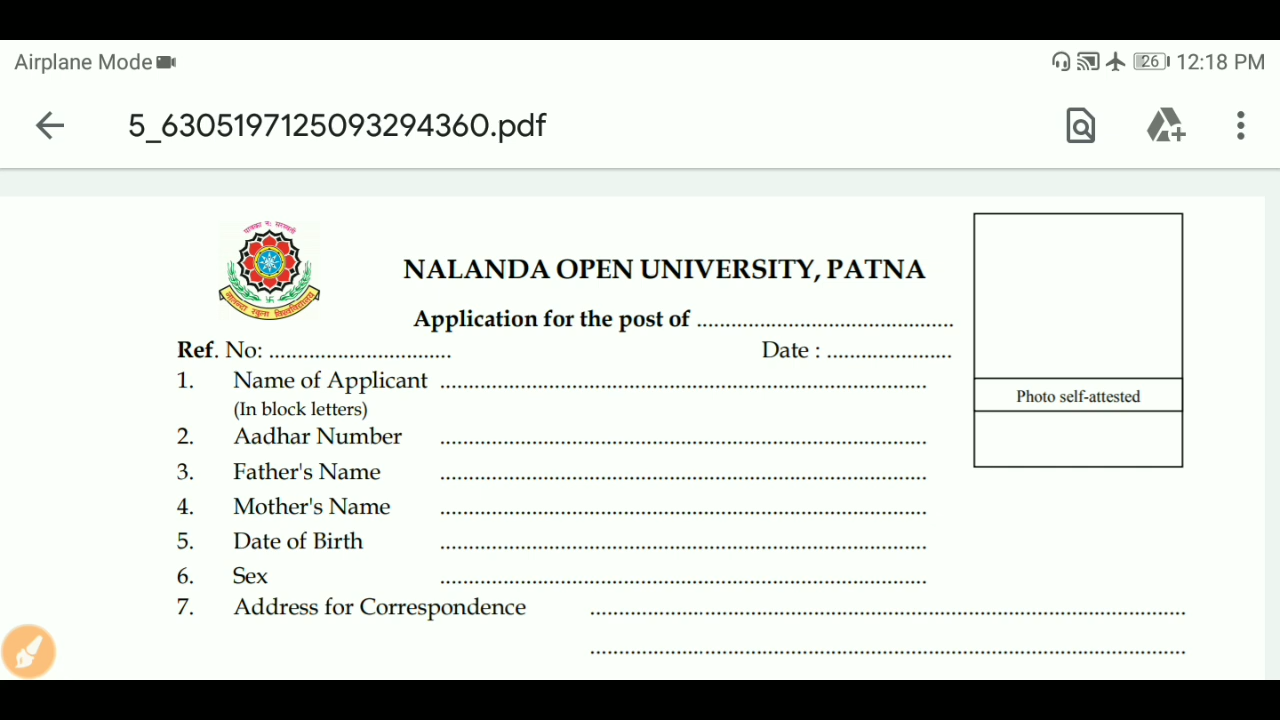 Airplane Mode 26 12:18 PM
5_6305197125093294360.pdf
NALANDA OPEN UNIVERSITY, PATNA
Application for the post of ............................................
Ref. No: ................................ Date : ......................
1. Name of Applicant ....................................................................................
(In block letters)
2. Aadhar Number ....................................................................................
3. Father's Name ....................................................................................
4. Mother's Name ....................................................................................
5. Date of Birth ....................................................................................
6. Sex ....................................................................................
7. Address for Correspondence ........................................................................................................
........................................................................................................
Photo self-attested